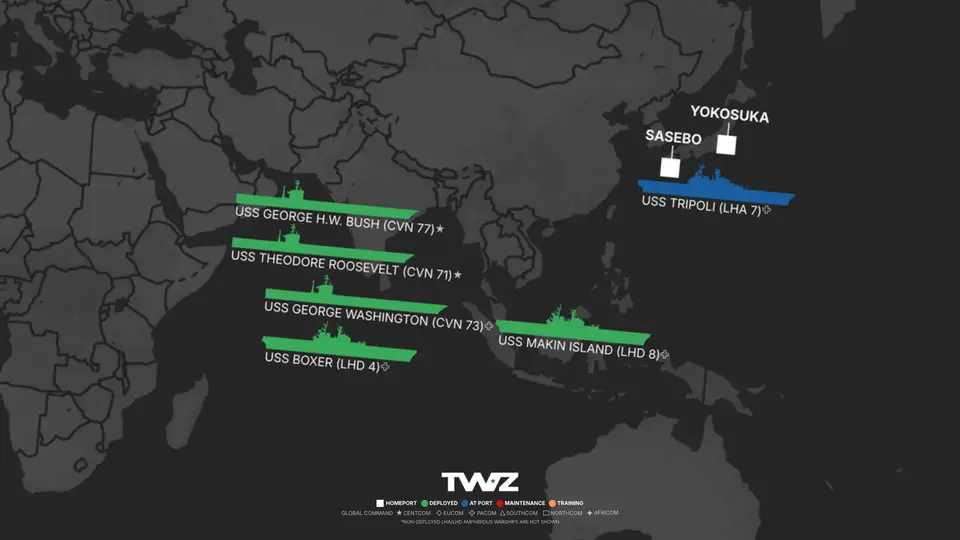 YOKOSUKA
SASEBO
USS TRIPOLI (LHA 7)
USS GEORGE H.W. BUSH (CVN 77)
USS THEODORE ROOSEVELT (CVN 71)
USS GEORGE WASHINGTON (CVN 73)
USS MAKIN ISLAND (LHD 8)
USS BOXER (LHD 4)
TWZ
HOMEPORT DEPLOYED AT PORT MAINTENANCE TRAINING
GLOBAL COMMAND CENTCOM EUCOM PACOM SOUTHCOM NORTHCOM AFRICOM
*NON-DEPLOYED LHA/LHD AMPHIBIOUS WARSHIPS ARE NOT SHOWN